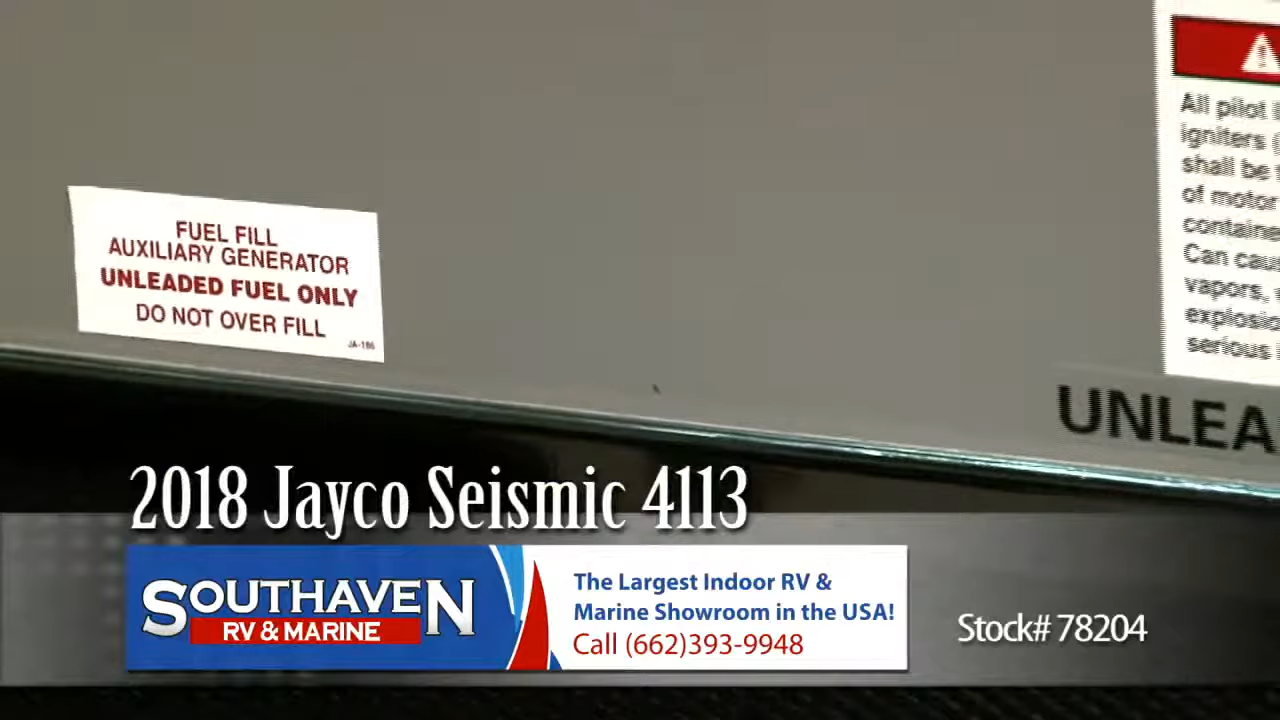 FUEL FILL
AUXILIARY GENERATOR
UNLEADED FUEL ONLY
DO NOT OVER FILL
JA-186
All pilot
igniters (
shall be
of motor
containe
Can cau
vapors,
explosio
serious
UNLEA
2018 Jayco Seismic 4113
SOUTHAVEN
RV & MARINE
The Largest Indoor RV &
Marine Showroom in the USA!
Call (662)393-9948
Stock# 78204